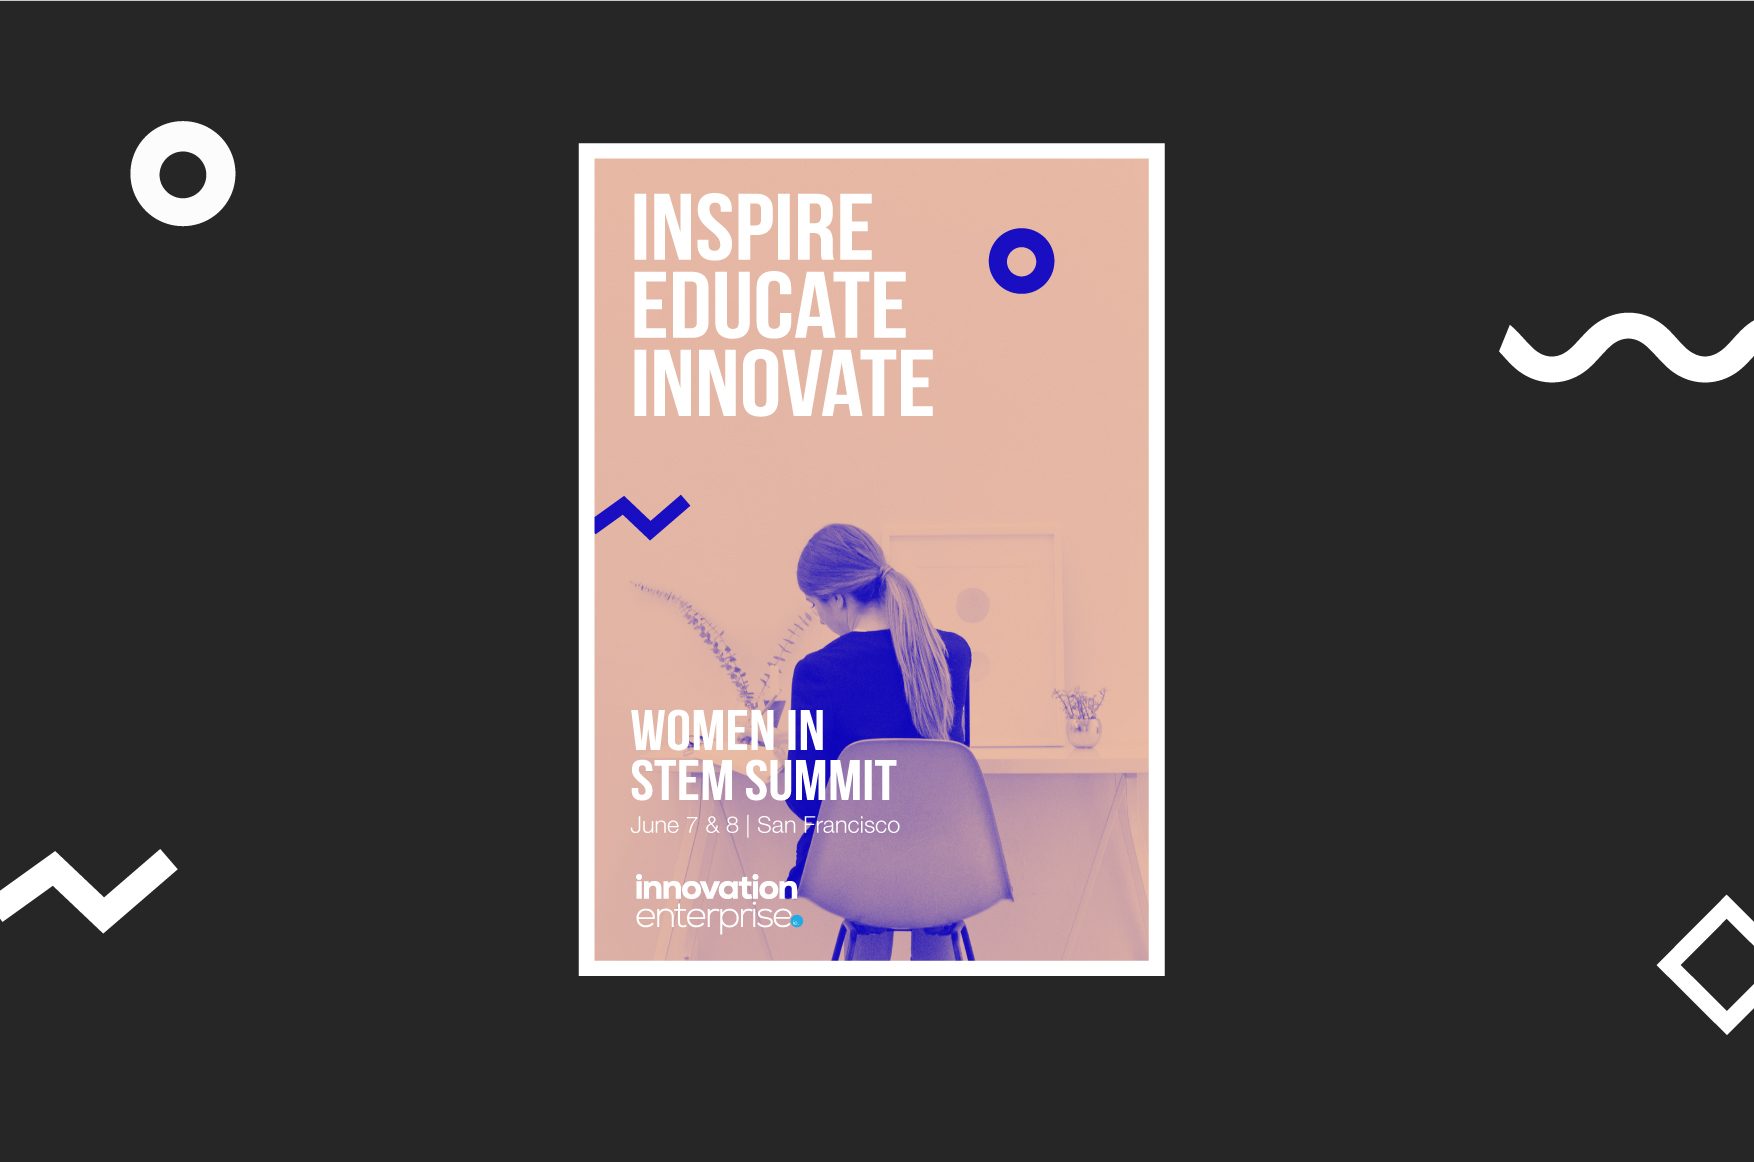 INSPIRE
EDUCATE
INNOVATE
WOMEN IN
STEM SUMMIT
June 7 & 8 | San Francisco
innovation
enterprise